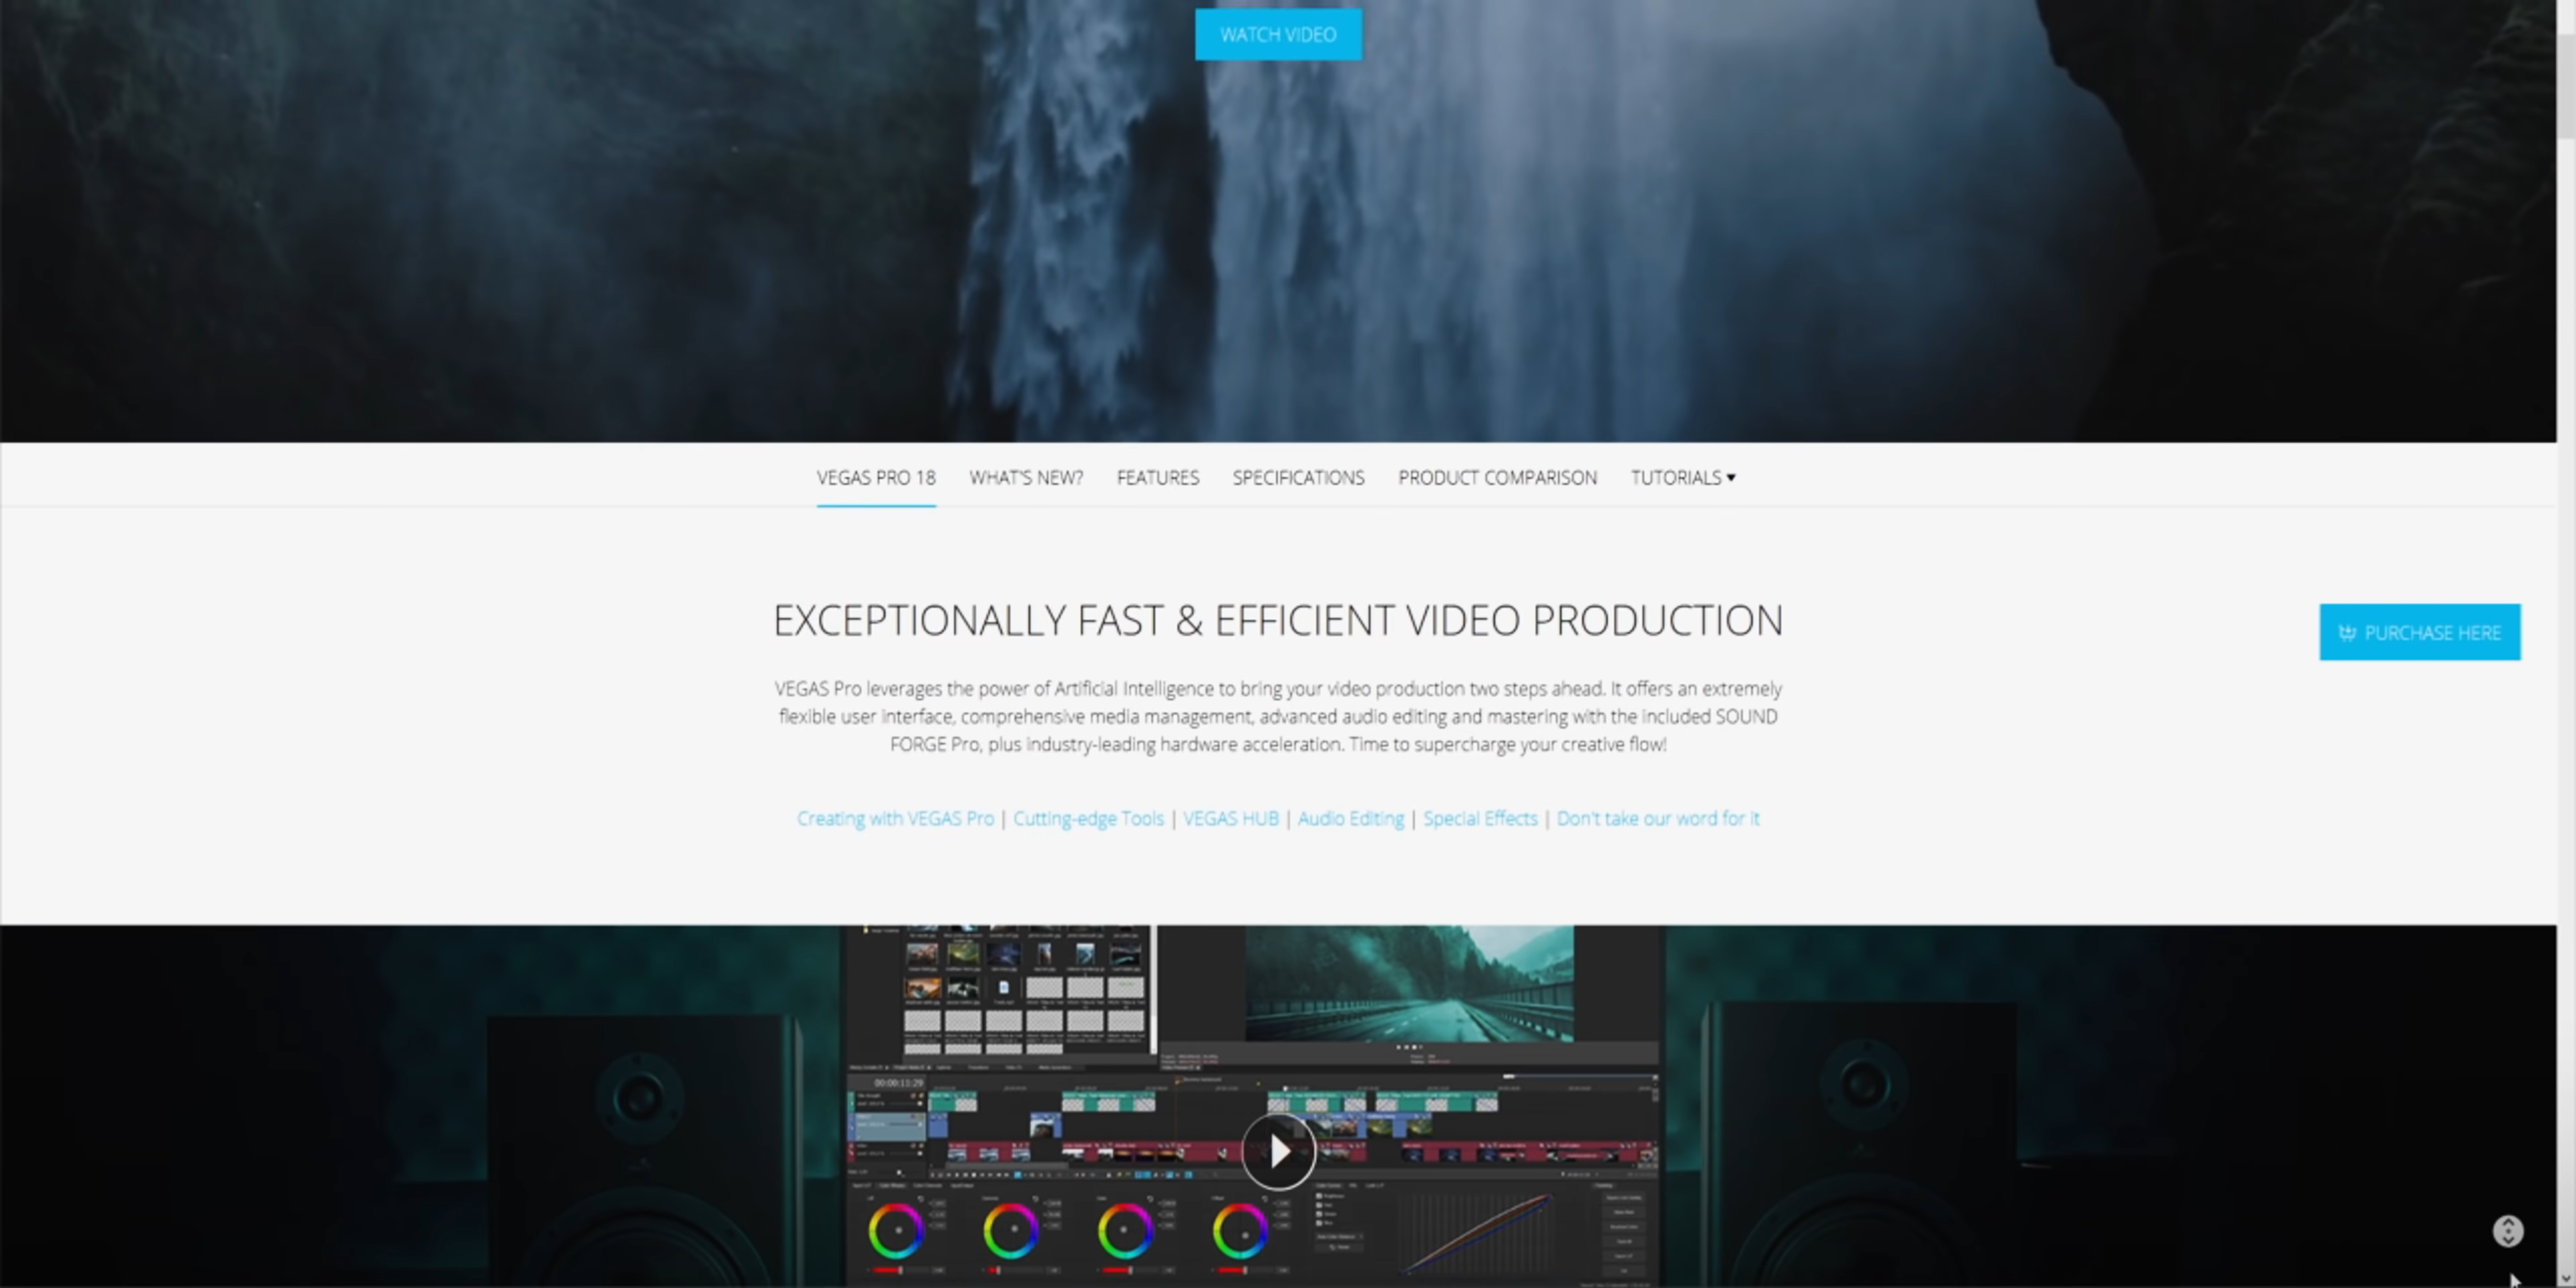 WATCH VIDEO
VEGAS PRO 18 WHAT'S NEW? FEATURES SPECIFICATIONS PRODUCT COMPARISON TUTORIALS ▾
EXCEPTIONALLY FAST & EFFICIENT VIDEO PRODUCTION
PURCHASE HERE
VEGAS Pro leverages the power of Artificial Intelligence to bring your video production two steps ahead. It offers an extremely
flexible user interface, comprehensive media management, advanced audio editing and mastering with the included SOUND
FORGE Pro, plus industry-leading hardware acceleration. Time to supercharge your creative flow!
Creating with VEGAS Pro | Cutting-edge Tools | VEGAS HUB | Audio Editing | Special Effects | Don't take our word for it
00:00:11:29